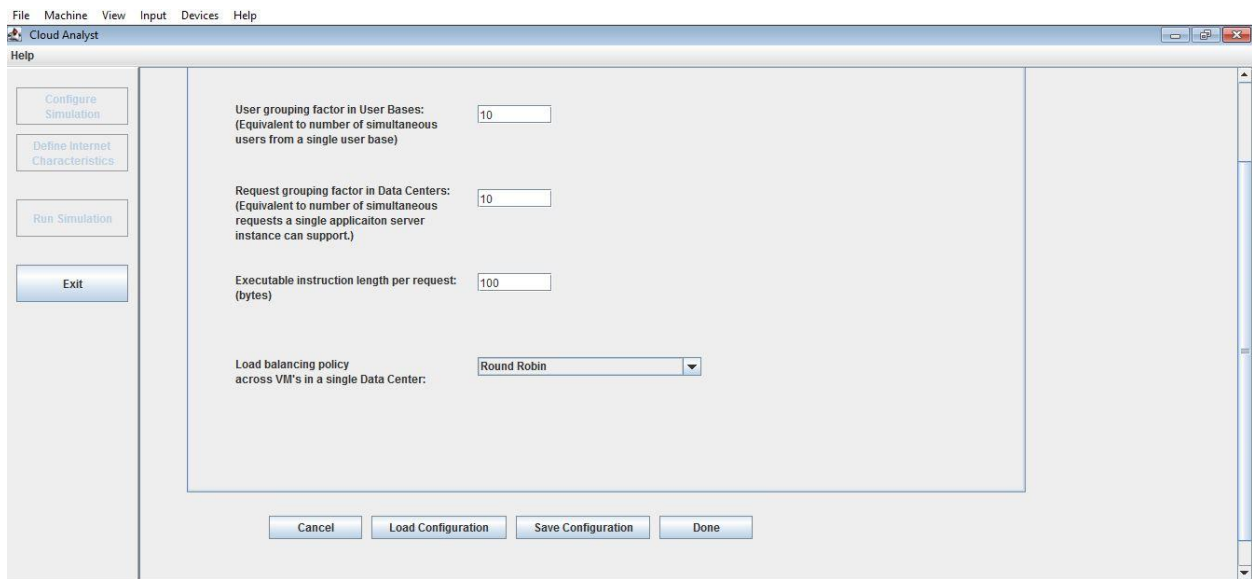 File Machine View Input Devices Help
Cloud Analyst
Help
Configure
Simulation
Define Internet
Characteristics
Run Simulation
Exit
User grouping factor in User Bases:
(Equivalent to number of simultaneous
users from a single user base)
10
Request grouping factor in Data Centers:
(Equivalent to number of simultaneous
requests a single applicaiton server
instance can support.)
10
Executable instruction length per request:
(bytes)
100
Load balancing policy
across VM's in a single Data Center:
Round Robin
Cancel Load Configuration Save Configuration Done